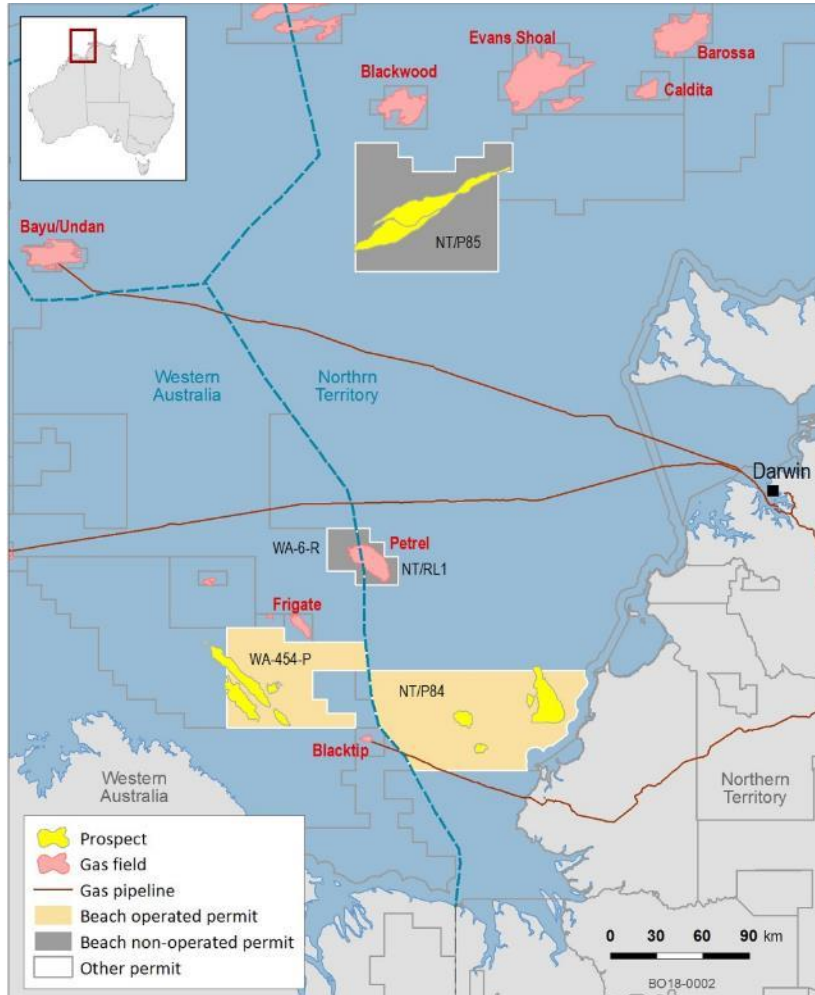 Evans Shoal
Barossa
Blackwood
Caldita
NT/P85
Bayu/Undan
Western
Australia
Northrn
Territory
Darwin
WA-6-R
Petrel
NT/RL1
Frigate
WA-454-P
NT/P84
Blacktip
Western
Australia
Northern
Territory
Prospect
Gas field
Gas pipeline
Beach operated permit
Beach non-operated permit
Other permit
0 30 60 90 km
BO18-0002